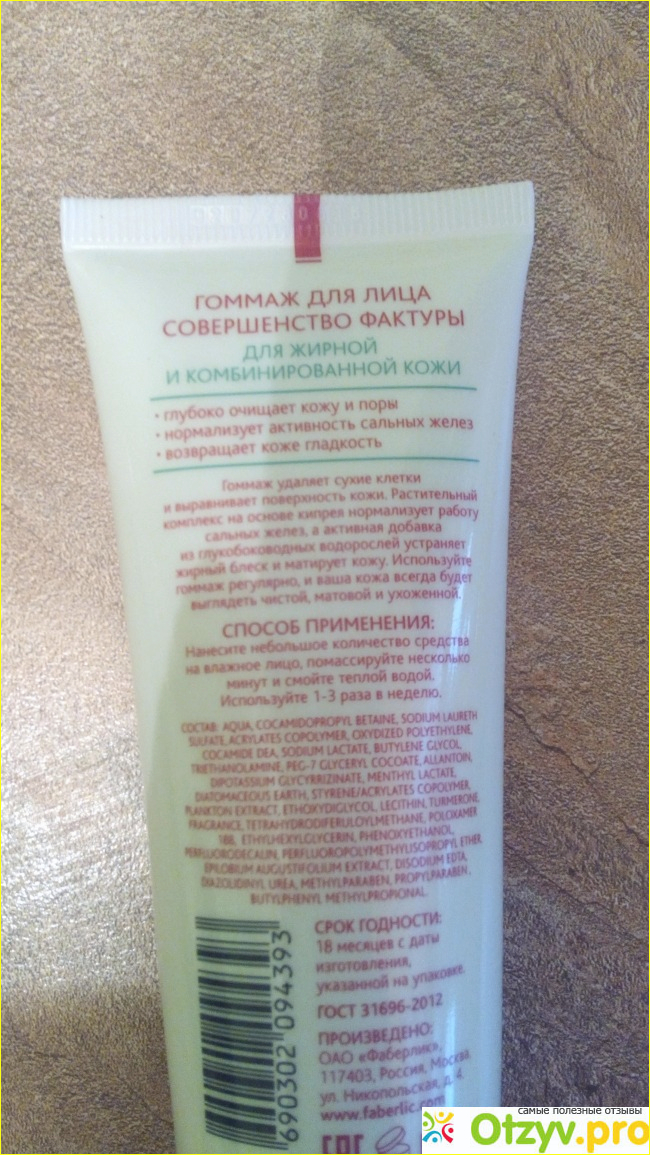 ГОММАЖ ДЛЯ ЛИЦА
СОВЕРШЕНСТВО ФАКТУРЫ
ДЛЯ ЖИРНОЙ
И КОМБИНИРОВАННОЙ КОЖИ
• глубоко очищает кожу и поры
• нормализует активность сальных желез
• возвращает коже гладкость
Гоммаж удаляет сухие клетки
и выравнивает поверхность кожи. Растительный
комплекс на основе кипрея нормализует работу
сальных желез, а активная добавка
из глукобоководных водорослей устраняет
жирный блеск и матирует кожу. Используйте
гоммаж регулярно, и ваша кожа всегда будет
выглядеть чистой, матовой и ухоженной.
СПОСОБ ПРИМЕНЕНИЯ:
Нанесите небольшое количество средства
на влажное лицо, помассируйте несколько
минут и смойте теплой водой.
Используйте 1-3 раза в неделю.
СОСТАВ: AQUA, COCAMIDOPROPYL BETAINE, SODIUM LAURETH
SULFATE, ACRYLATES COPOLYMER, OXYDIZED POLYETHYLENE,
COCAMIDE DEA, SODIUM LACTATE, BUTYLENE GLYCOL,
TRIETHANOLAMINE, PEG-7 GLYCERYL COCOATE, ALLANTOIN,
DIPOTASSIUM GLYCYRRIZINATE, MENTHYL LACTATE,
DIATOMACEOUS EARTH, STYRENE/ACRYLATES COPOLYMER,
PLANKTON EXTRACT, ETHOXYDIGLYCOL, LECITHIN, TURMERONE,
FRAGRANCE, TETRAHYDRODIFERULOYLMETHANE, POLOXAMER
188, ETHYLHEXYLGLYCERIN, PHENOXYETHANOL,
PERFLUORODECALIN, PERFLUOROPOLYMETHYLISOPROPYL ETHER,
EPILOBIUM AUGUSTIFOLIUM EXTRACT, DISODIUM EDTA,
DIAZOLIDINYL UREA, METHYLPARABEN, PROPYLPARABEN,
BUTYLPHENYL METHYLPROPIONAL.
690302 094393
СРОК ГОДНОСТИ:
18 месяцев с даты
изготовления,
указанной на упаковке.
ГОСТ 31696-2012
ПРОИЗВЕДЕНО:
ОАО «Фаберлик»,
117403, Россия, Москва,
ул. Никопольская, д. 4.
www.faberlic.com
EAC
самые полезные отзывы
Otzyv.pro